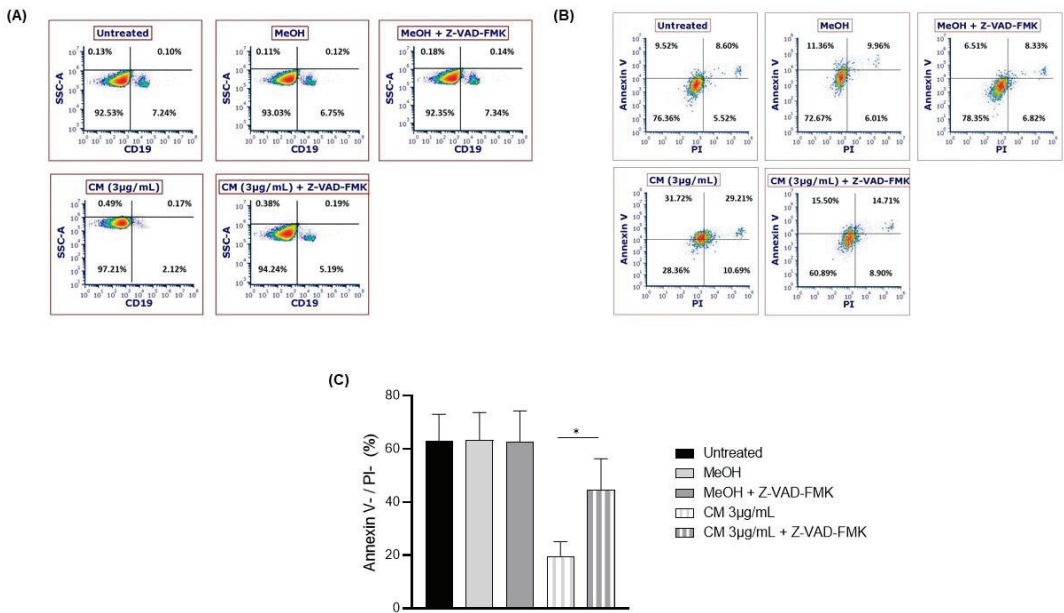 (A)
Untreated
0.13% 0.10%
92.53% 7.24%
SSC-A
CD19
MeOH
0.11% 0.12%
93.03% 6.75%
SSC-A
CD19
MeOH + Z-VAD-FMK
0.18% 0.14%
92.35% 7.34%
SSC-A
CD19
CM (3µg/mL)
0.49% 0.17%
97.21% 2.12%
SSC-A
CD19
CM (3µg/mL) + Z-VAD-FMK
0.38% 0.19%
94.24% 5.19%
SSC-A
CD19
(B)
Untreated
9.52% 8.60%
76.36% 5.52%
Annexin V
PI
MeOH
11.36% 9.96%
72.67% 6.01%
Annexin V
PI
MeOH + Z-VAD-FMK
6.51% 8.33%
78.35% 6.82%
Annexin V
PI
CM (3µg/mL)
31.72% 29.21%
28.36% 10.69%
Annexin V
PI
CM (3µg/mL) + Z-VAD-FMK
15.50% 14.71%
60.89% 8.90%
Annexin V
PI
(C)
Annexin V- / PI- (%)
80
60
40
20
0
*
Untreated
MeOH
MeOH + Z-VAD-FMK
CM 3µg/mL
CM 3µg/mL + Z-VAD-FMK